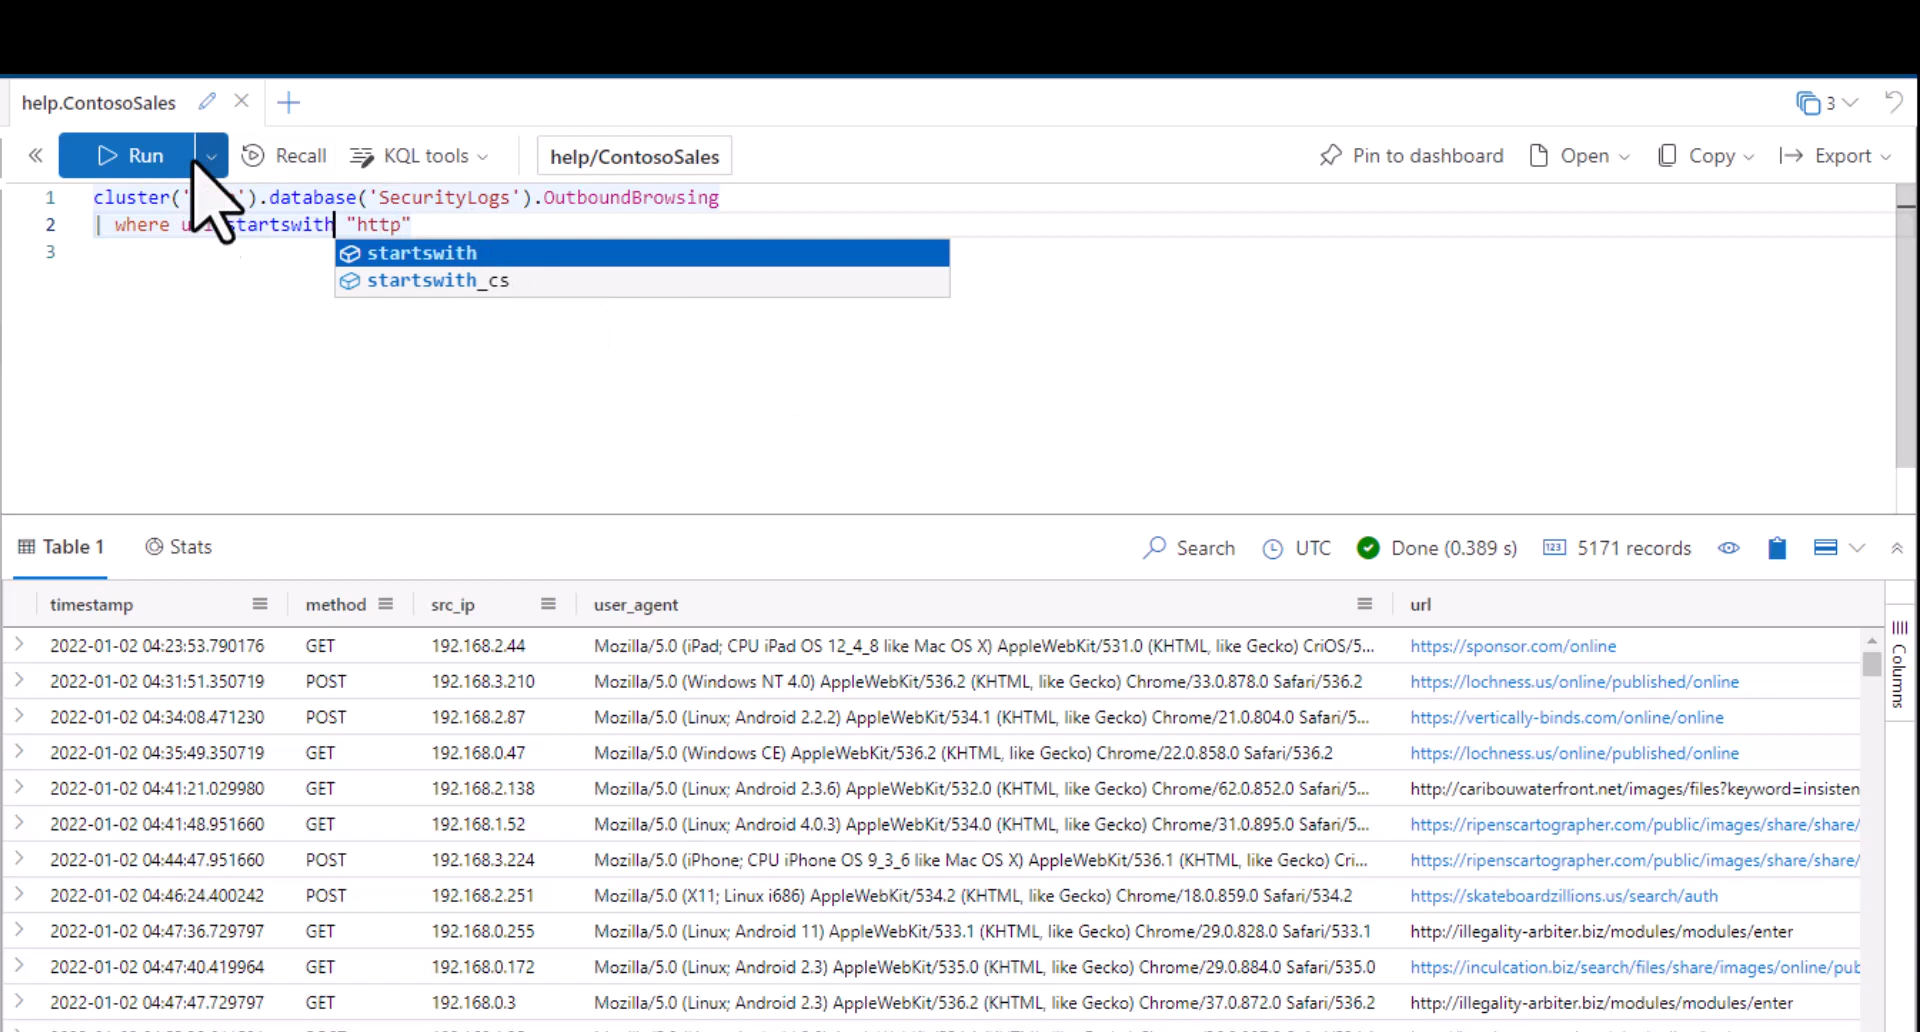 help.ContosoSales
3
Run Recall KQL tools help/ContosoSales Pin to dashboard Open Copy Export
1 cluster(' ').database('SecurityLogs').OutboundBrowsing
2 | where startswith "http"
3
startswith
startswith_cs
Table 1 Stats Search UTC Done (0.389 s) 123 5171 records
timestamp method src_ip user_agent url
Columns
2022-01-02 04:23:53.790176 GET 192.168.2.44 Mozilla/5.0 (iPad; CPU iPad OS 12_4_8 like Mac OS X) AppleWebKit/531.0 (KHTML, like Gecko) CriOS/5... https://sponsor.com/online
2022-01-02 04:31:51.350719 POST 192.168.3.210 Mozilla/5.0 (Windows NT 4.0) AppleWebKit/536.2 (KHTML, like Gecko) Chrome/33.0.878.0 Safari/536.2 https://lochness.us/online/published/online
2022-01-02 04:34:08.471230 POST 192.168.2.87 Mozilla/5.0 (Linux; Android 2.2.2) AppleWebKit/534.1 (KHTML, like Gecko) Chrome/21.0.804.0 Safari/5... https://vertically-binds.com/online/online
2022-01-02 04:35:49.350719 GET 192.168.0.47 Mozilla/5.0 (Windows CE) AppleWebKit/536.2 (KHTML, like Gecko) Chrome/22.0.858.0 Safari/536.2 https://lochness.us/online/published/online
2022-01-02 04:41:21.029980 GET 192.168.2.138 Mozilla/5.0 (Linux; Android 2.3.6) AppleWebKit/532.0 (KHTML, like Gecko) Chrome/62.0.852.0 Safari/5... http://caribouwaterfront.net/images/files?keyword=insisten
2022-01-02 04:41:48.951660 GET 192.168.1.52 Mozilla/5.0 (Linux; Android 4.0.3) AppleWebKit/534.0 (KHTML, like Gecko) Chrome/31.0.895.0 Safari/5... https://ripenscartographer.com/public/images/share/share/
2022-01-02 04:44:47.951660 POST 192.168.3.224 Mozilla/5.0 (iPhone; CPU iPhone OS 9_3_6 like Mac OS X) AppleWebKit/536.1 (KHTML, like Gecko) Cri... https://ripenscartographer.com/public/images/share/share/
2022-01-02 04:46:24.400242 POST 192.168.2.251 Mozilla/5.0 (X11; Linux i686) AppleWebKit/534.2 (KHTML, like Gecko) Chrome/18.0.859.0 Safari/534.2 https://skateboardzillions.us/search/auth
2022-01-02 04:47:36.729797 GET 192.168.0.255 Mozilla/5.0 (Linux; Android 11) AppleWebKit/533.1 (KHTML, like Gecko) Chrome/29.0.828.0 Safari/533.1 http://illegality-arbiter.biz/modules/modules/enter
2022-01-02 04:47:40.419964 GET 192.168.0.172 Mozilla/5.0 (Linux; Android 2.3) AppleWebKit/535.0 (KHTML, like Gecko) Chrome/29.0.884.0 Safari/535.0 https://inculcation.biz/search/files/share/images/online/pub
2022-01-02 04:47:47.729797 GET 192.168.0.3 Mozilla/5.0 (Linux; Android 2.3) AppleWebKit/536.2 (KHTML, like Gecko) Chrome/37.0.872.0 Safari/536.2 http://illegality-arbiter.biz/modules/modules/enter